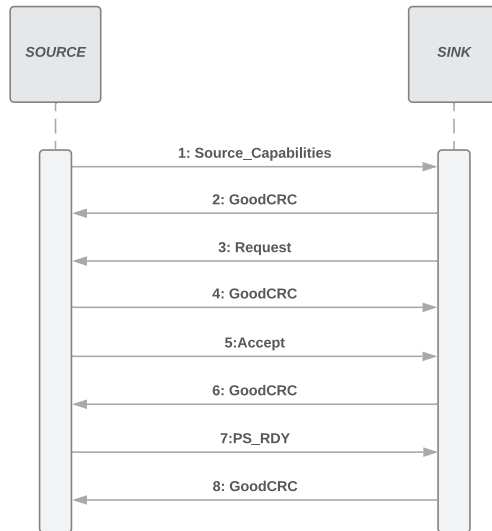 SOURCE
SINK
1: Source_Capabilities
2: GoodCRC
3: Request
4: GoodCRC
5:Accept
6: GoodCRC
7:PS_RDY
8: GoodCRC